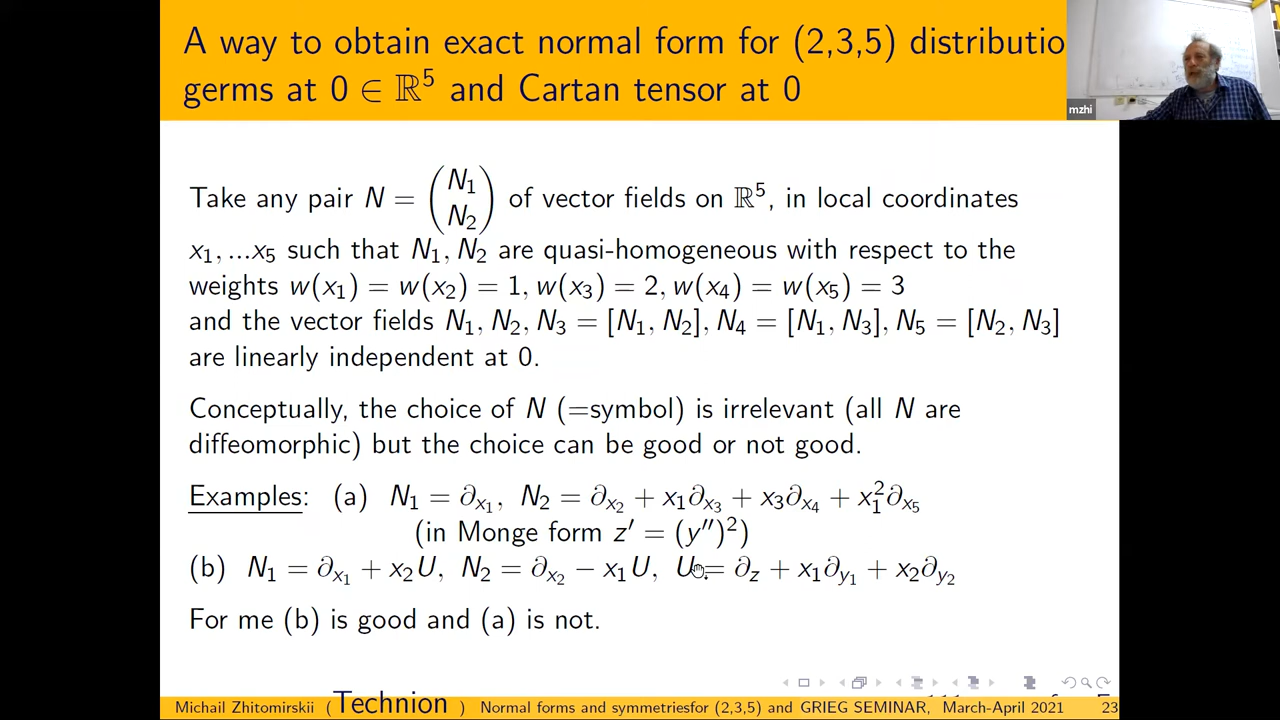 A way to obtain exact normal form for (2,3,5) distributio
germs at 0 ∈ ℝ⁵ and Cartan tensor at 0
mzhi
Take any pair N = (N₁ N₂) of vector fields on ℝ⁵, in local coordinates
x₁, ...x₅ such that N₁, N₂ are quasi-homogeneous with respect to the
weights w(x₁) = w(x₂) = 1, w(x₃) = 2, w(x₄) = w(x₅) = 3
and the vector fields N₁, N₂, N₃ = [N₁, N₂], N₄ = [N₁, N₃], N₅ = [N₂, N₃]
are linearly independent at 0.
Conceptually, the choice of N (=symbol) is irrelevant (all N are
diffeomorphic) but the choice can be good or not good.
Examples: (a) N₁ = ∂ₓ₁, N₂ = ∂ₓ₂ + x₁∂ₓ₃ + x₃∂ₓ₄ + x₁²∂ₓ₅
(in Monge form z′ = (y″)²)
(b) N₁ = ∂ₓ₁ + x₂U, N₂ = ∂ₓ₂ − x₁U, U = ∂_z + x₁∂_y₁ + x₂∂_y₂
For me (b) is good and (a) is not.
Michail Zhitomirskii ( Technion ) Normal forms and symmetriesfor (2,3,5) and GRIEG SEMINAR, March-April 2021 23